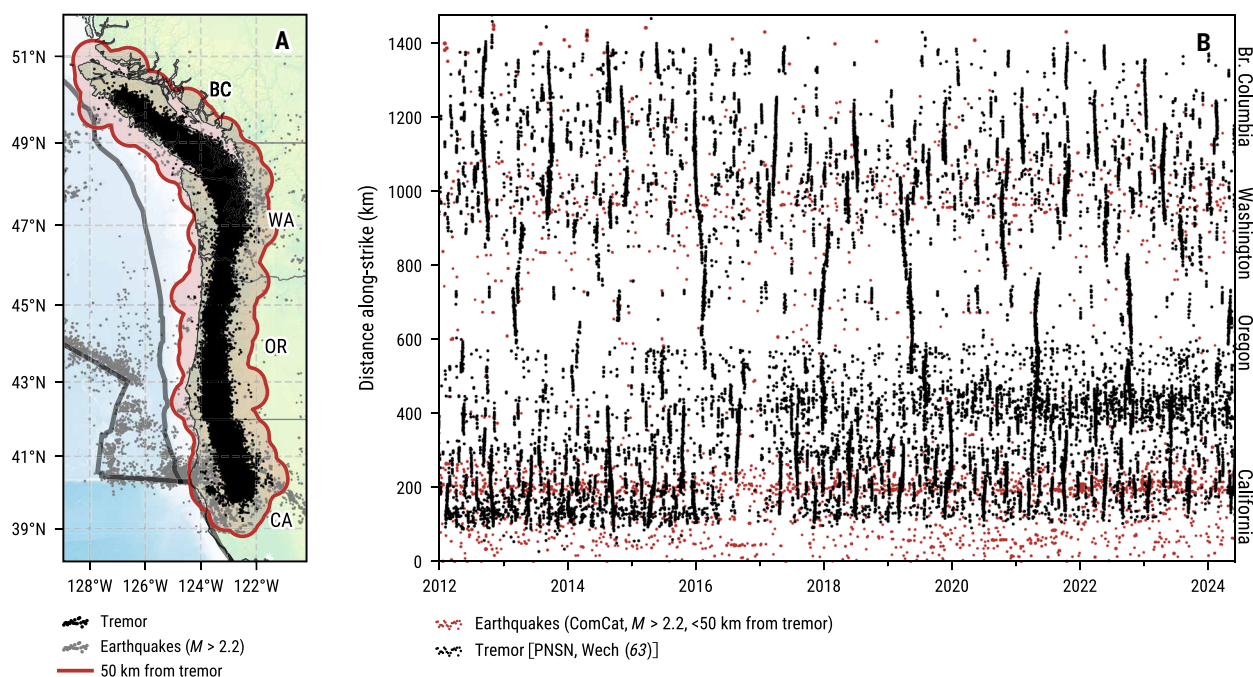 A
51°N
49°N
47°N
45°N
43°N
41°N
39°N
BC
WA
OR
CA
128°W 126°W 124°W 122°W
Tremor
Earthquakes (M > 2.2)
50 km from tremor
B
Distance along-strike (km)
1400
1200
1000
800
600
400
200
0
2012 2014 2016 2018 2020 2022 2024
Br. Columbia
Washington
Oregon
California
Earthquakes (ComCat, M > 2.2, <50 km from tremor)
Tremor [PNSN, Wech (63)]